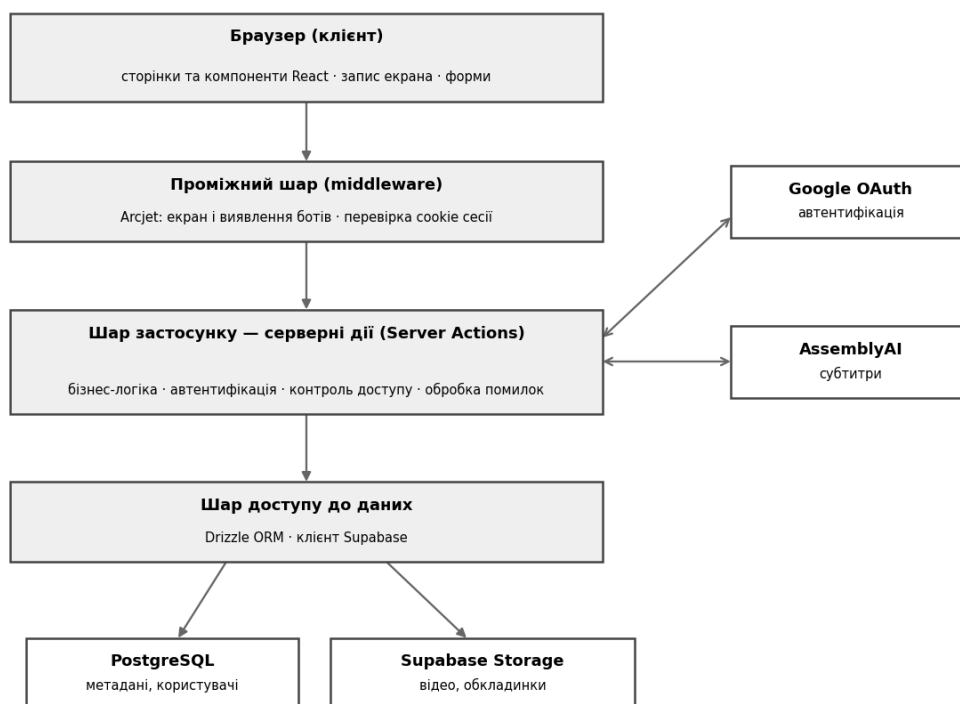 Браузер (клієнт)
сторінки та компоненти React · запис екрана · форми
Проміжний шар (middleware)
Arcjet: екран і виявлення ботів · перевірка cookie сесії
Google OAuth
автентифікація
Шар застосунку — серверні дії (Server Actions)
бізнес-логіка · автентифікація · контроль доступу · обробка помилок
AssemblyAI
субтитри
Шар доступу до даних
Drizzle ORM · клієнт Supabase
PostgreSQL
метадані, користувачі
Supabase Storage
відео, обкладинки